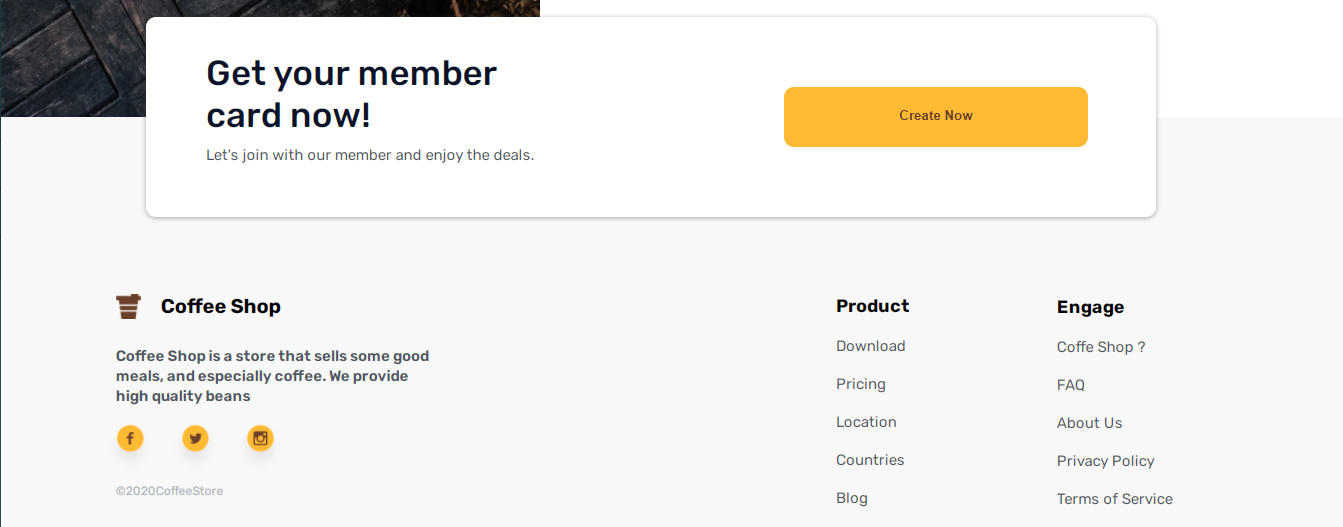 Get your member
card now!
Let's join with our member and enjoy the deals.
Create Now
Coffee Shop
Coffee Shop is a store that sells some good
meals, and especially coffee. We provide
high quality beans
©2020CoffeeStore
Product
Download
Pricing
Location
Countries
Blog
Engage
Coffe Shop ?
FAQ
About Us
Privacy Policy
Terms of Service